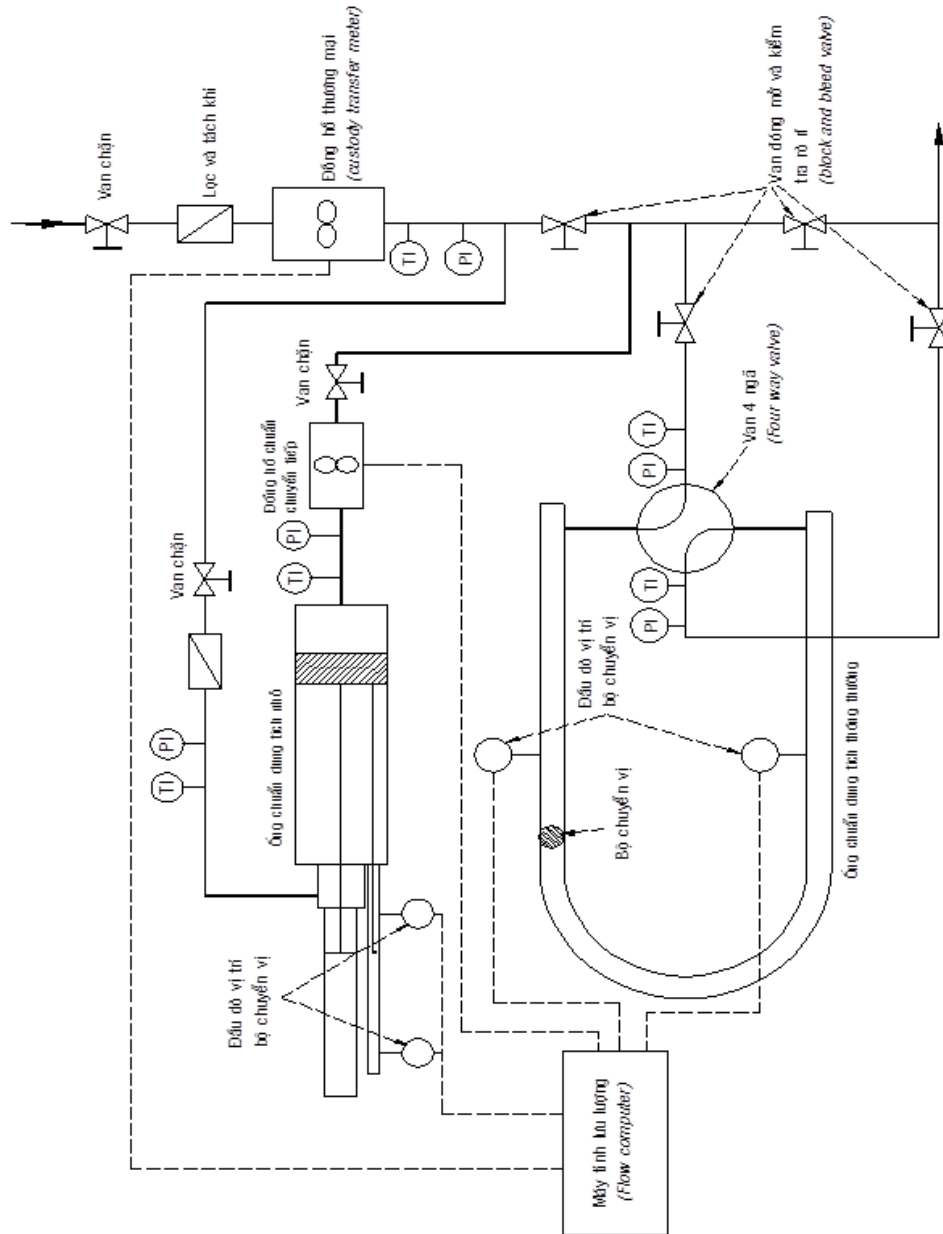 Van chặn
Lọc và tách khí
Đồng hồ thương mại
(custody transfer meter)
TI
PI
Van đóng mở và kiểm
tra rò rỉ
(block and bleed valve)
TI
PI
Van chặn
Đồng hồ chuẩn
chuyển tiếp
Van chặn
TI
PI
Ống chuẩn dung tích nhỏ
Đầu dò vị trí
bộ chuyển vị
Đầu dò vị trí
bộ chuyển vị
Bộ chuyển vị
PI
TI
PI
TI
Van 4 ngã
(Four way valve)
Máy tính lưu lượng
(Flow computer)
Ống chuẩn dung tích thông thường